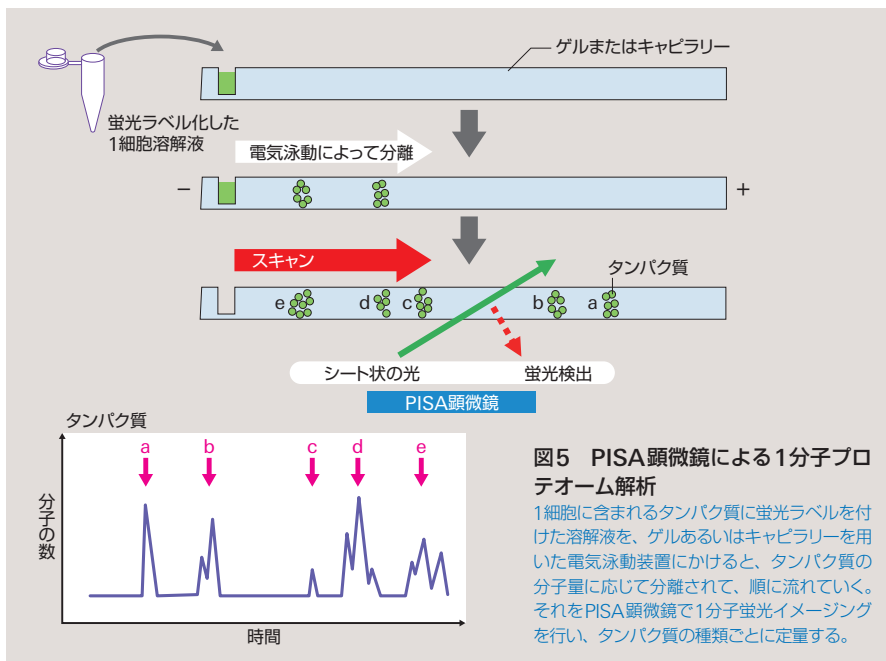 ゲルまたはキャピラリー
蛍光ラベル化した
1細胞溶解液
電気泳動によって分離
−
+
スキャン
タンパク質
e
d
c
b
a
シート状の光
蛍光検出
PISA顕微鏡
タンパク質
a
b
c
d
e
分子の数
時間
図5 PISA顕微鏡による1分子プロ
テオーム解析
1細胞に含まれるタンパク質に蛍光ラベルを付
けた溶解液を、ゲルあるいはキャピラリーを用
いた電気泳動装置にかけると、タンパク質の
分子量に応じて分離されて、順に流れていく。
それをPISA顕微鏡で1分子蛍光イメージング
を行い、タンパク質の種類ごとに定量する。